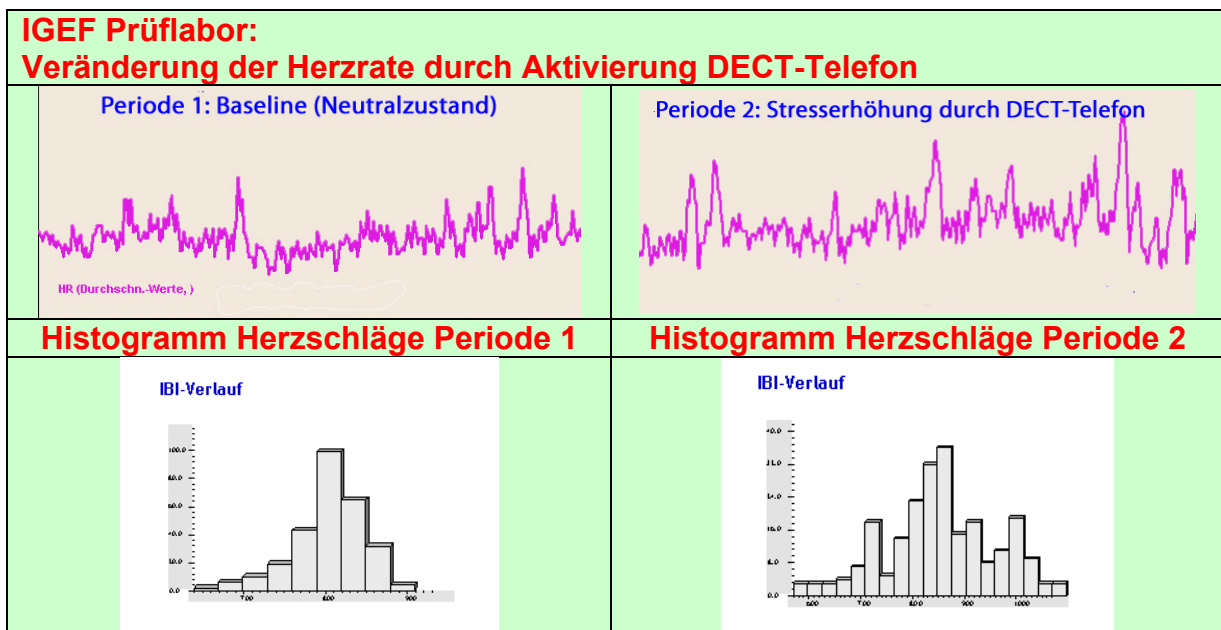 IGEF Prüflabor:
Veränderung der Herzrate durch Aktivierung DECT-Telefon
Periode 1: Baseline (Neutralzustand)
HR (Durchschn.-Werte, )
Periode 2: Stresserhöhung durch DECT-Telefon
Histogramm Herzschläge Periode 1
Histogramm Herzschläge Periode 2
IBI-Verlauf
IBI-Verlauf